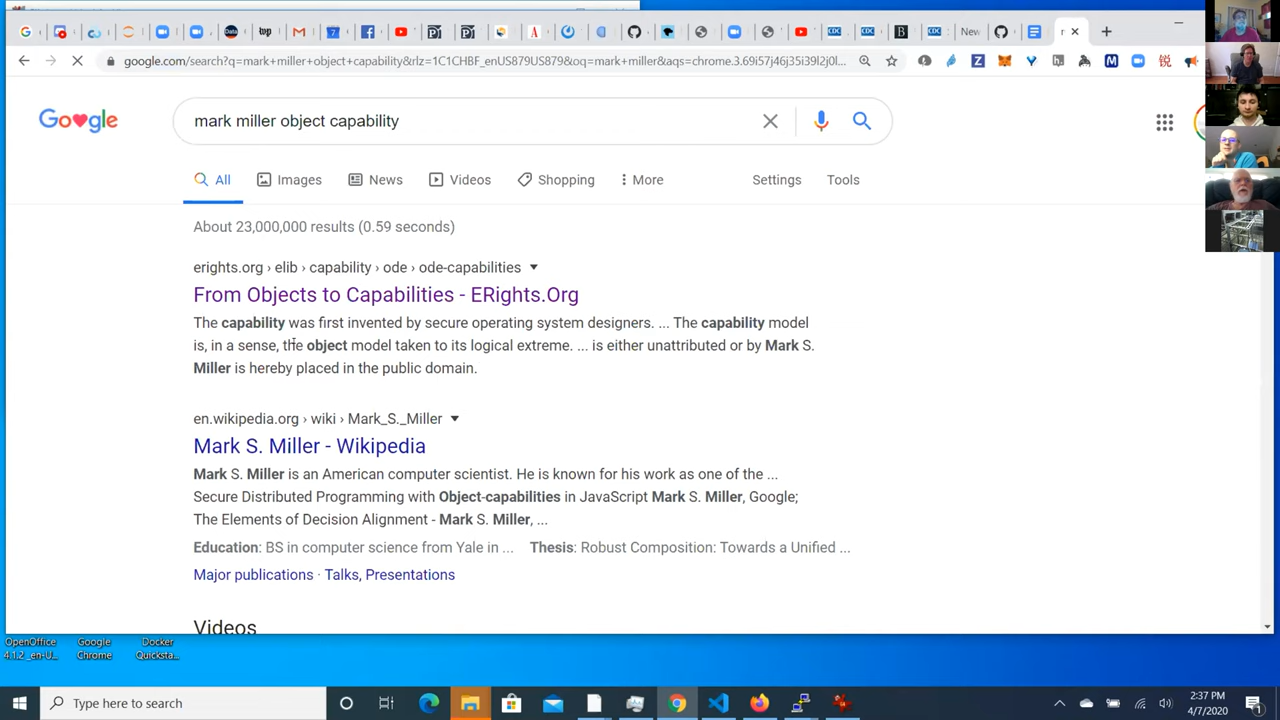 New
google.com/search?q=mark+miller+object+capability&rlz=1C1CHBF_enUS879US879&oq=mark+miller&aqs=chrome.3.69i57j46j35i39l2j0l...
Google
mark miller object capability
All Images News Videos Shopping More Settings Tools
About 23,000,000 results (0.59 seconds)
erights.org › elib › capability › ode › ode-capabilities
From Objects to Capabilities - ERights.Org
The capability was first invented by secure operating system designers. ... The capability model
is, in a sense, the object model taken to its logical extreme. ... is either unattributed or by Mark S.
Miller is hereby placed in the public domain.
en.wikipedia.org › wiki › Mark_S._Miller
Mark S. Miller - Wikipedia
Mark S. Miller is an American computer scientist. He is known for his work as one of the ...
Secure Distributed Programming with Object-capabilities in JavaScript Mark S. Miller, Google;
The Elements of Decision Alignment - Mark S. Miller, ...
Education: BS in computer science from Yale in ... Thesis: Robust Composition: Towards a Unified ...
Major publications · Talks, Presentations
Videos
OpenOffice Google Docker
4.1.2 _en-U... Chrome Quicksta...
Type here to search
2:37 PM
4/7/2020